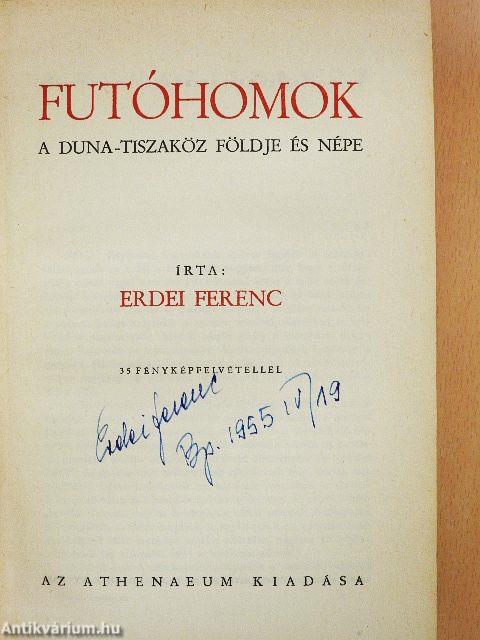 FUTÓHOMOK
A DUNA-TISZAKÖZ FÖLDJE ÉS NÉPE
ÍRTA:
ERDEI FERENC
35 FÉNYKÉPFELVÉTELLEL
Erdei Ferenc
Bp. 1955 IV/19
AZ ATHENAEUM KIADÁSA
Antikvárium.hu